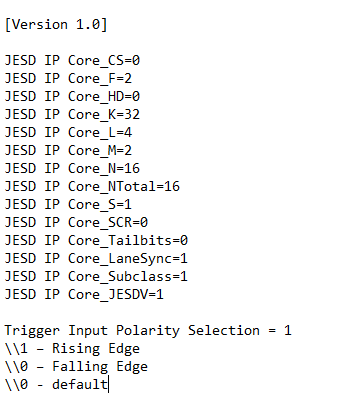 [Version 1.0]
JESD IP Core_CS=0
JESD IP Core_F=2
JESD IP Core_HD=0
JESD IP Core_K=32
JESD IP Core_L=4
JESD IP Core_M=2
JESD IP Core_N=16
JESD IP Core_NTotal=16
JESD IP Core_S=1
JESD IP Core_SCR=0
JESD IP Core_Tailbits=0
JESD IP Core_LaneSync=1
JESD IP Core_Subclass=1
JESD IP Core_JESDV=1
Trigger Input Polarity Selection = 1
\\1 – Rising Edge
\\0 – Falling Edge
\\0 - default